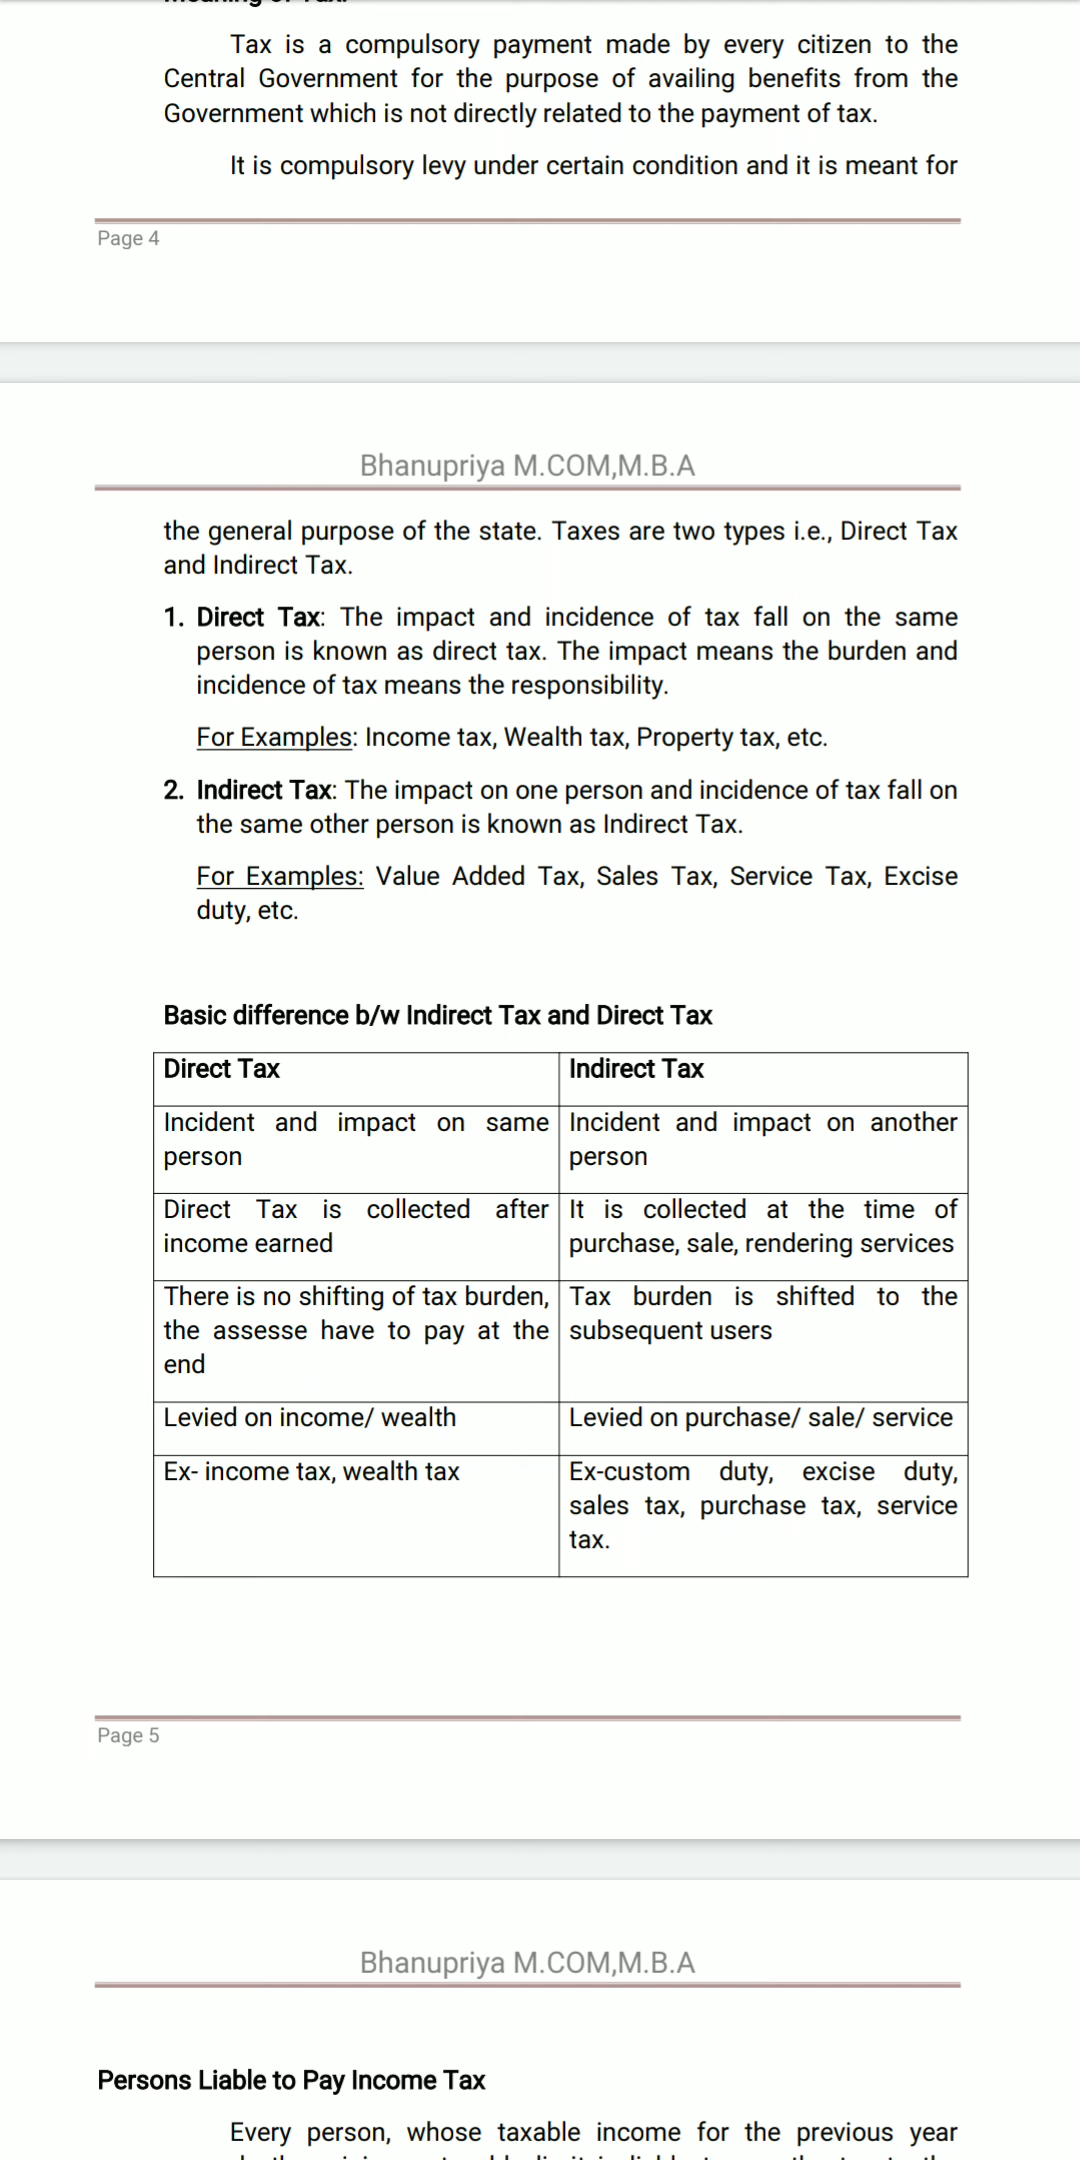 Tax is a compulsory payment made by every citizen to the
Central Government for the purpose of availing benefits from the
Government which is not directly related to the payment of tax.
It is compulsory levy under certain condition and it is meant for
Page 4
Bhanupriya M.COM,M.B.A
the general purpose of the state. Taxes are two types i.e., Direct Tax
and Indirect Tax.
1. Direct Tax: The impact and incidence of tax fall on the same
person is known as direct tax. The impact means the burden and
incidence of tax means the responsibility.
For Examples: Income tax, Wealth tax, Property tax, etc.
2. Indirect Tax: The impact on one person and incidence of tax fall on
the same other person is known as Indirect Tax.
For Examples: Value Added Tax, Sales Tax, Service Tax, Excise
duty, etc.
Basic difference b/w Indirect Tax and Direct Tax
Direct Tax
Indirect Tax
Incident and impact on same
person
Incident and impact on another
person
Direct Tax is collected after
income earned
It is collected at the time of
purchase, sale, rendering services
There is no shifting of tax burden,
the assesse have to pay at the
end
Tax burden is shifted to the
subsequent users
Levied on income/ wealth
Levied on purchase/ sale/ service
Ex- income tax, wealth tax
Ex-custom duty, excise duty,
sales tax, purchase tax, service
tax.
Page 5
Bhanupriya M.COM,M.B.A
Persons Liable to Pay Income Tax
Every person, whose taxable income for the previous year